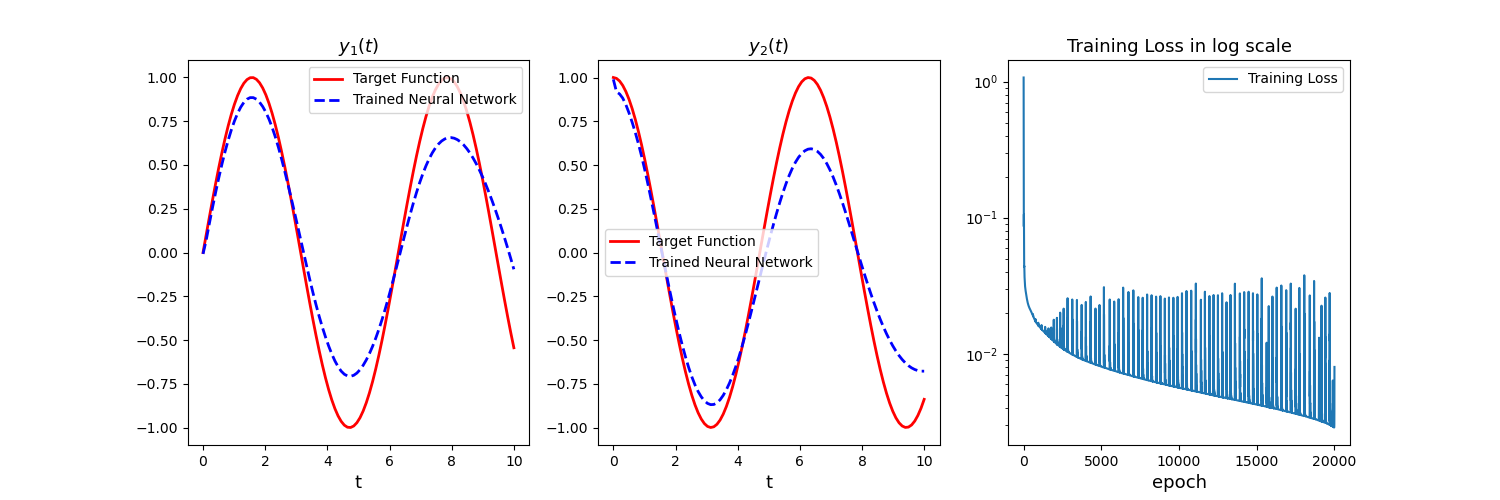 y₁(t)
Target Function
Trained Neural Network
1.00
0.75
0.50
0.25
0.00
−0.25
−0.50
−0.75
−1.00
0 2 4 6 8 10
t
y₂(t)
Target Function
Trained Neural Network
1.00
0.75
0.50
0.25
0.00
−0.25
−0.50
−0.75
−1.00
0 2 4 6 8 10
t
Training Loss in log scale
Training Loss
10⁰
10⁻¹
10⁻²
0 5000 10000 15000 20000
epoch